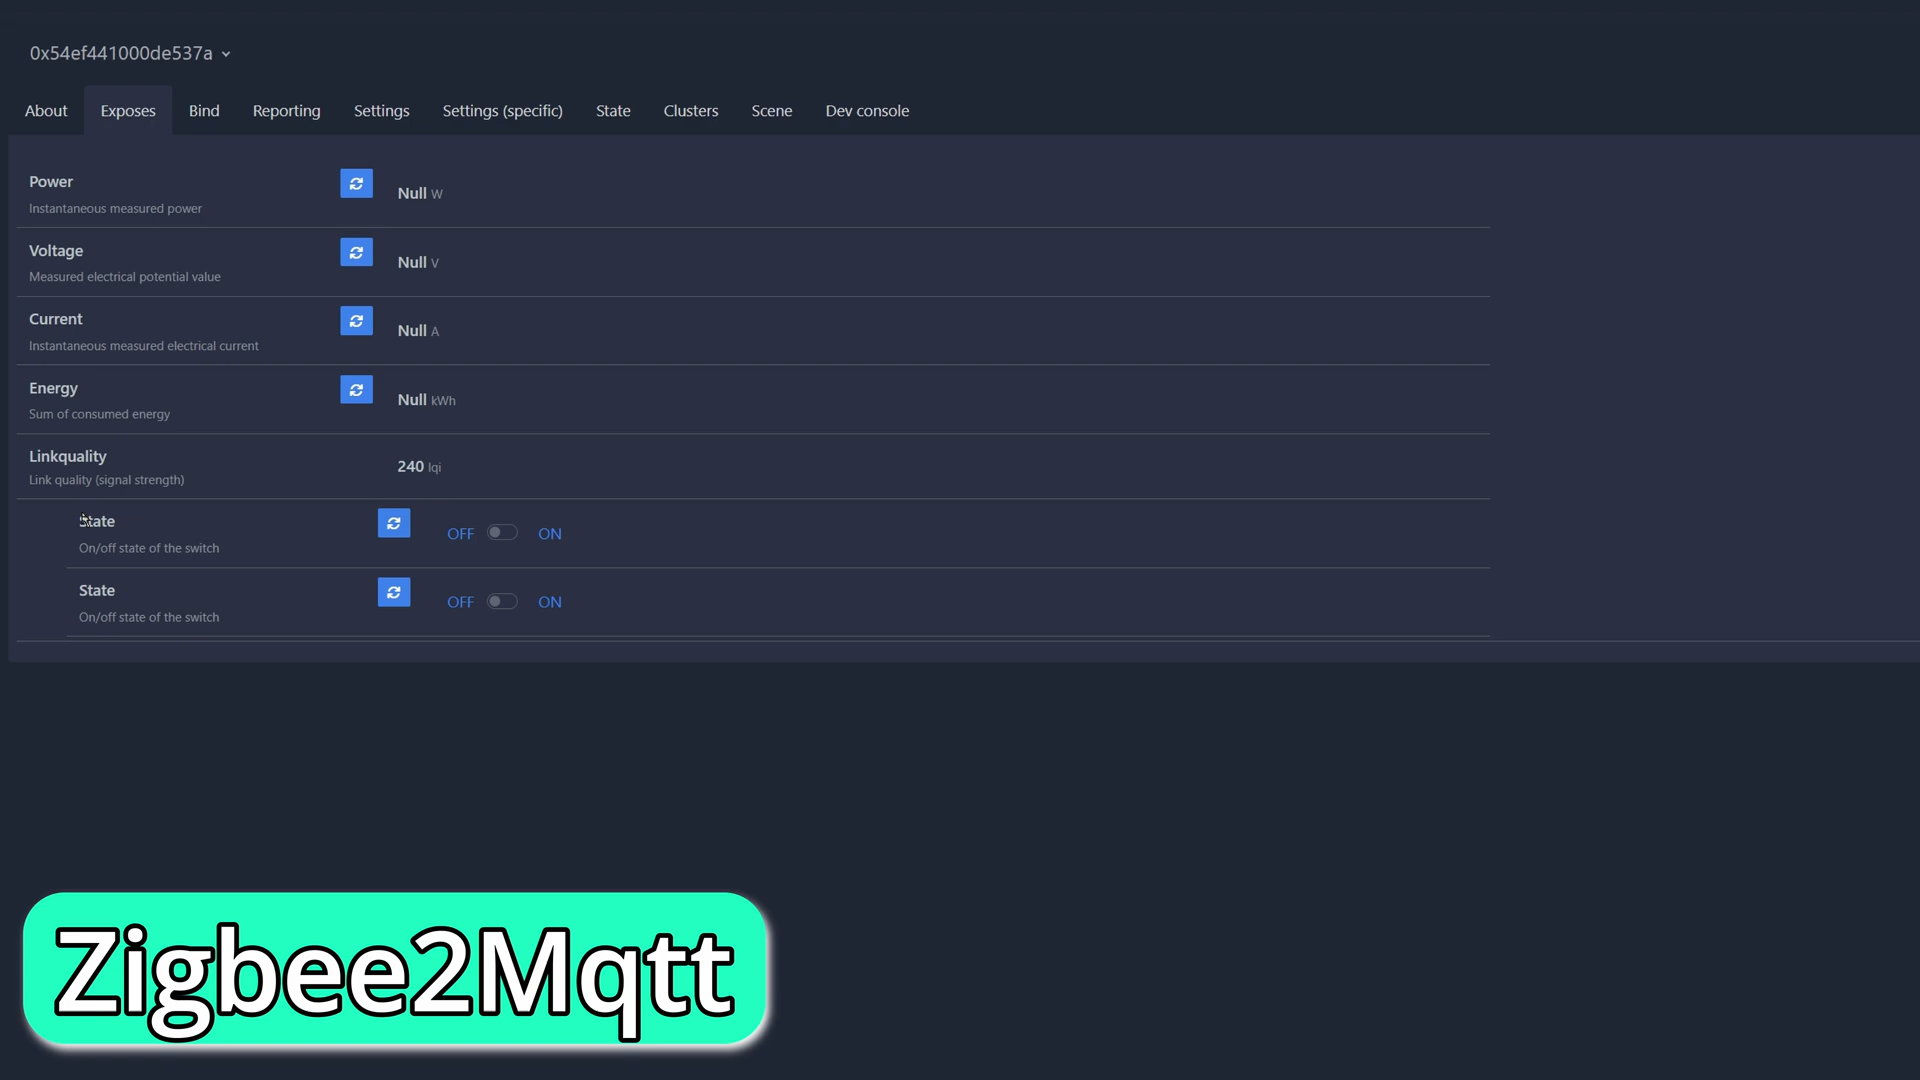 0x54ef441000de537a
About Exposes Bind Reporting Settings Settings (specific) State Clusters Scene Dev console
Power
Null W
Instantaneous measured power
Voltage
Null V
Measured electrical potential value
Current
Null A
Instantaneous measured electrical current
Energy
Null kWh
Sum of consumed energy
Linkquality
240 lqi
Link quality (signal strength)
State
OFF ON
On/off state of the switch
State
OFF ON
On/off state of the switch
Zigbee2Mqtt